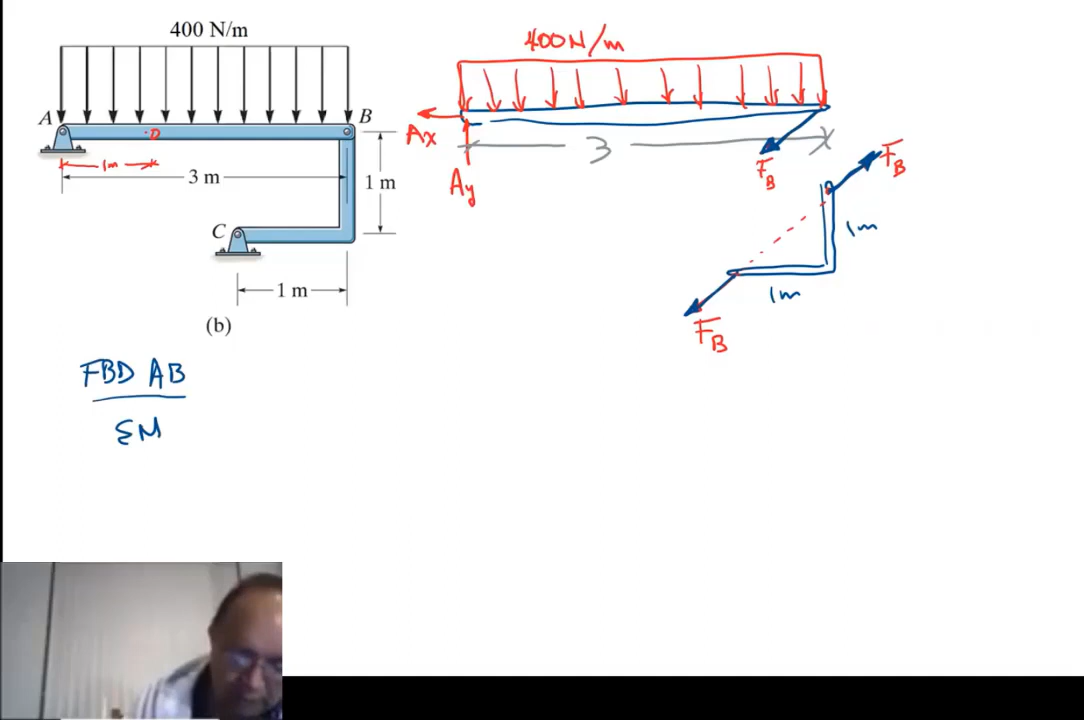 400 N/m
A
B
D
1m
3 m
1 m
C
1 m
(b)
400N/m
Ax
Ay
3
FB
FB
1m
1m
FB
FBD AB
ΣM